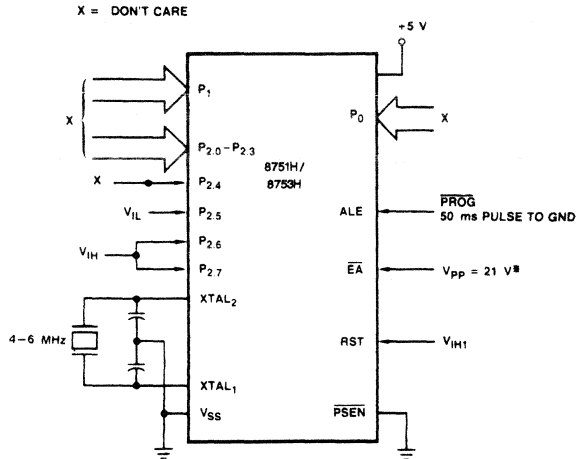 X = DON'T CARE
+5 V
P1
P0
X
X
P2.0–P2.3
8751H/
8753H
X
P2.4
PROG
50 ms PULSE TO GND
ALE
VIL
P2.5
VIH
P2.6
P2.7
EA
VPP = 21 V*
XTAL2
4–6 MHz
RST
VIH1
XTAL1
VSS
PSEN